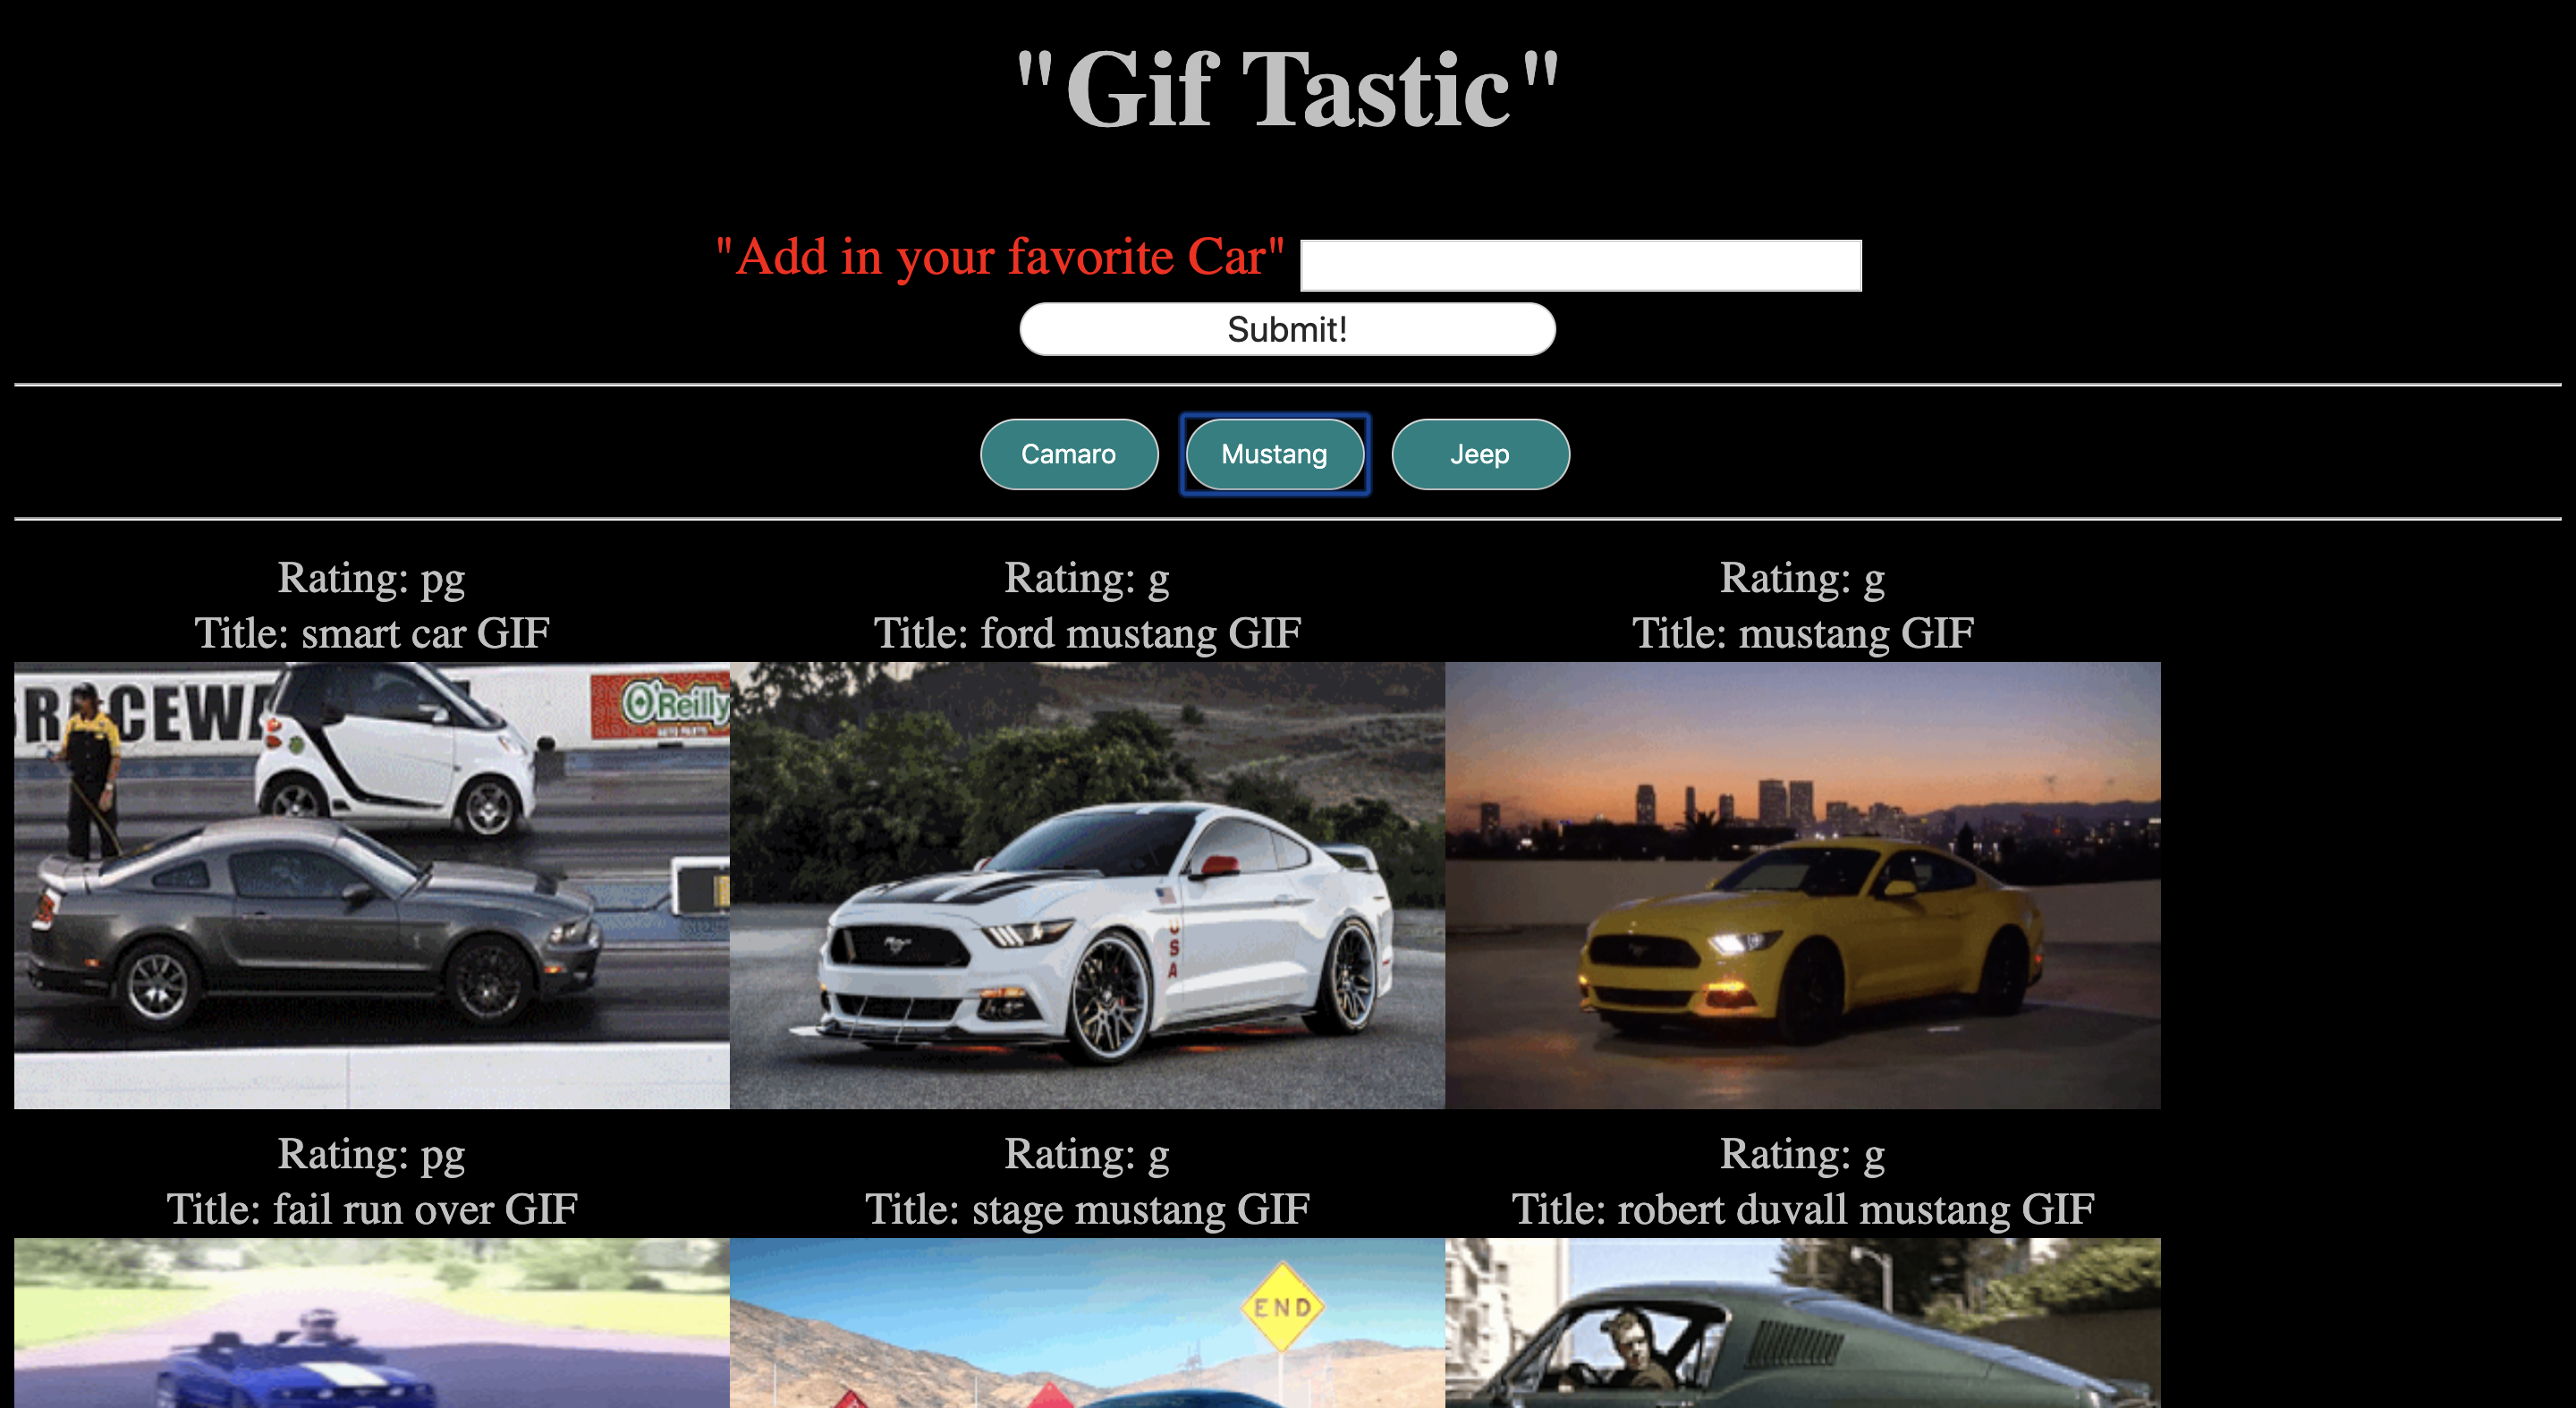 "Gif Tastic"
"Add in your favorite Car"
Submit!
Camaro
Mustang
Jeep
Rating: pg
Title: smart car GIF
Rating: g
Title: ford mustang GIF
Rating: g
Title: mustang GIF
RACEWA
O'Reilly
USA
Rating: pg
Title: fail run over GIF
Rating: g
Title: stage mustang GIF
Rating: g
Title: robert duvall mustang GIF
END